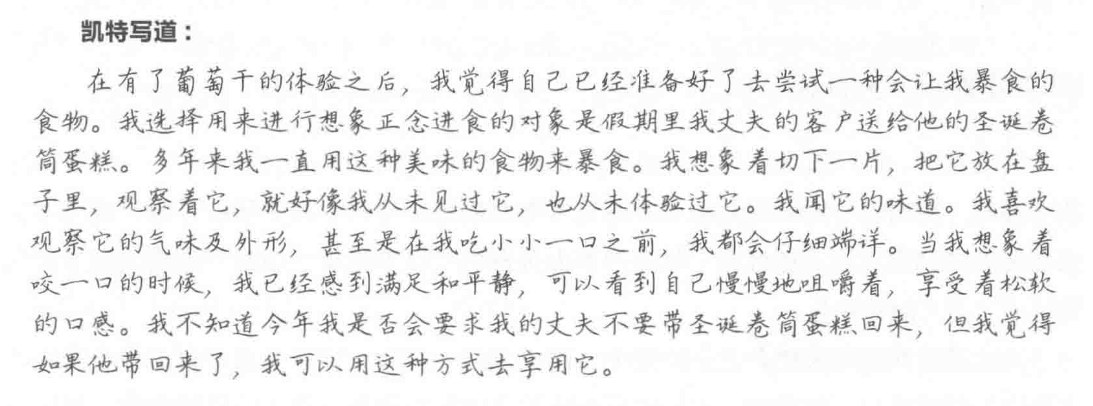 凯特写道：
在有了葡萄干的体验之后，我觉得自己已经准备好了去尝试一种会让我暴食的
食物。我选择用来进行想象正念进食的对象是假期里我丈夫的客户送给他的圣诞卷
筒蛋糕。多年来我一直用这种美味的食物来暴食。我想象着切下一片，把它放在盘
子里，观察着它，就好像我从未见过它，也从未体验过它。我闻它的味道。我喜欢
观察它的气味及外形，甚至是在我吃小小一口之前，我都会仔细端详。当我想象着
咬一口的时候，我已经感到满足和平静，可以看到自己慢慢地咀嚼着，享受着松软
的口感。我不知道今年我是否会要求我的丈夫不要带圣诞卷筒蛋糕回来，但我觉得
如果他带回来了，我可以用这种方式去享用它。